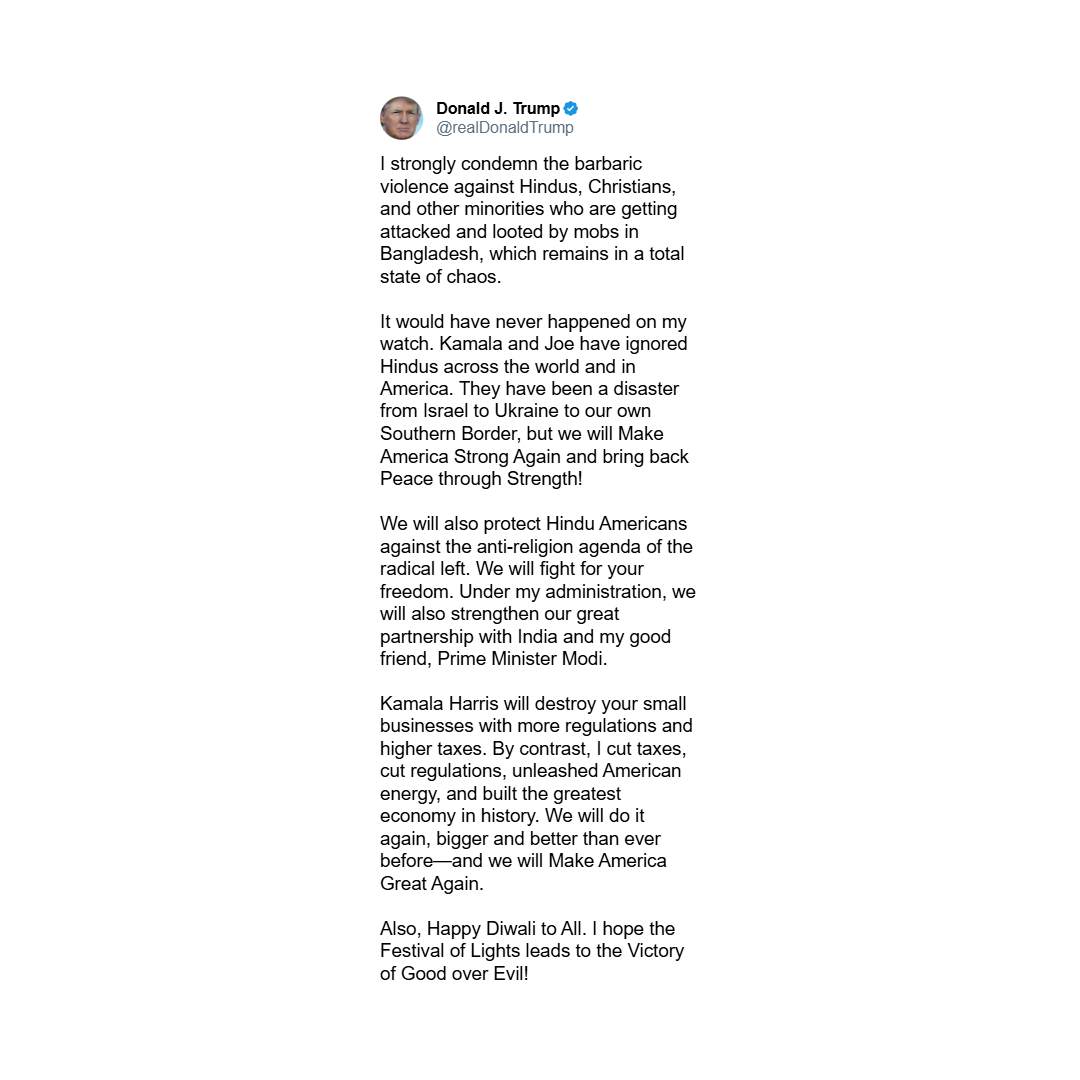 Donald J. Trump
@realDonaldTrump
I strongly condemn the barbaric
violence against Hindus, Christians,
and other minorities who are getting
attacked and looted by mobs in
Bangladesh, which remains in a total
state of chaos.
It would have never happened on my
watch. Kamala and Joe have ignored
Hindus across the world and in
America. They have been a disaster
from Israel to Ukraine to our own
Southern Border, but we will Make
America Strong Again and bring back
Peace through Strength!
We will also protect Hindu Americans
against the anti-religion agenda of the
radical left. We will fight for your
freedom. Under my administration, we
will also strengthen our great
partnership with India and my good
friend, Prime Minister Modi.
Kamala Harris will destroy your small
businesses with more regulations and
higher taxes. By contrast, I cut taxes,
cut regulations, unleashed American
energy, and built the greatest
economy in history. We will do it
again, bigger and better than ever
before—and we will Make America
Great Again.
Also, Happy Diwali to All. I hope the
Festival of Lights leads to the Victory
of Good over Evil!